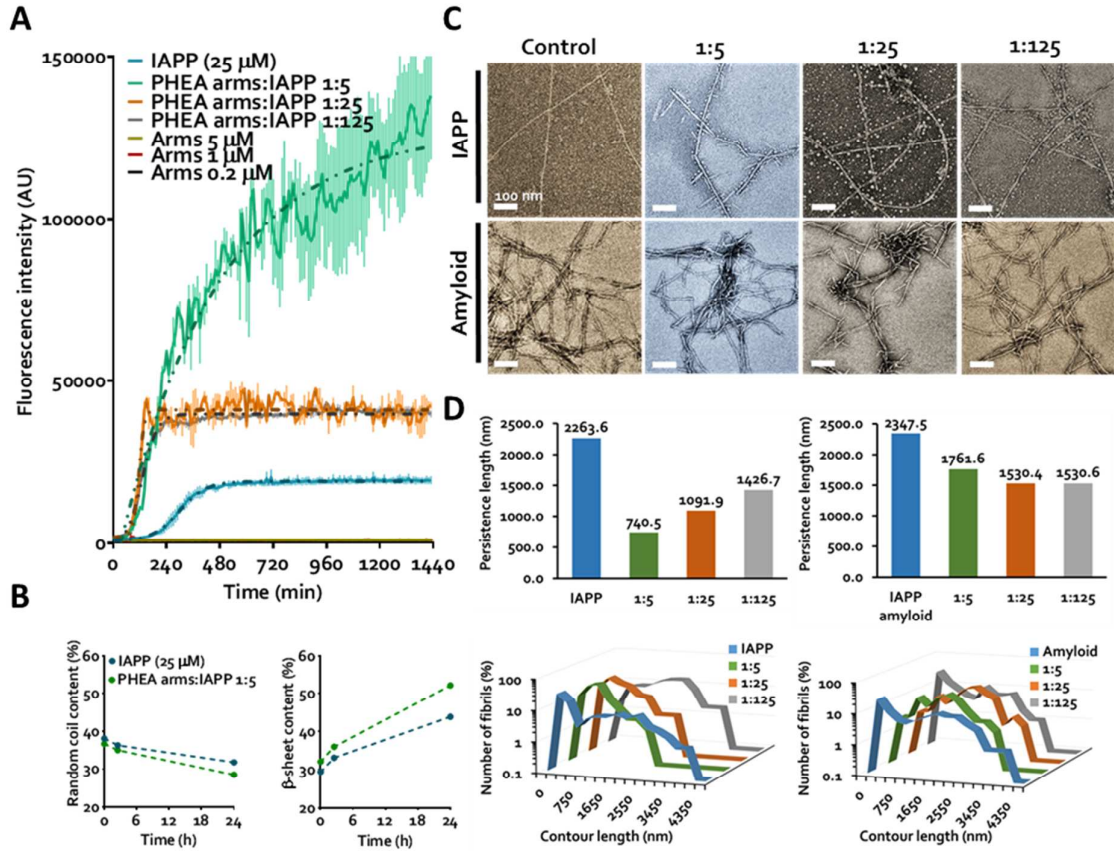 A
150000
100000
50000
0
Fluorescence intensity (AU)
IAPP (25 µM)
PHEA arms:IAPP 1:5
PHEA arms:IAPP 1:25
PHEA arms:IAPP 1:125
Arms 5 µM
Arms 1 µM
Arms 0.2 µM
0 240 480 720 960 1200 1440
Time (min)
C
Control 1:5 1:25 1:125
IAPP
100 nm
Amyloid
D
Persistence length (nm)
2500.0
2000.0
1500.0
1000.0
500.0
0.0
2263.6
740.5
1091.9
1426.7
IAPP 1:5 1:25 1:125
Persistence length (nm)
2500.0
2000.0
1500.0
1000.0
500.0
0.0
2347.5
1761.6
1530.4
1530.6
IAPP
amyloid
1:5 1:25 1:125
B
Random coil content (%)
60
50
40
30
20
IAPP (25 µM)
PHEA arms:IAPP 1:5
0 6 12 18 24
Time (h)
β-sheet content (%)
60
50
40
30
20
0 6 12 18 24
Time (h)
Number of fibrils (%)
100
10
1
0.1
IAPP
1:5
1:25
1:125
0 750 1650 2550 3450 4350
Contour length (nm)
Number of fibrils (%)
100
10
1
0.1
Amyloid
1:5
1:25
1:125
0 750 1650 2550 3450 4350
Contour length (nm)